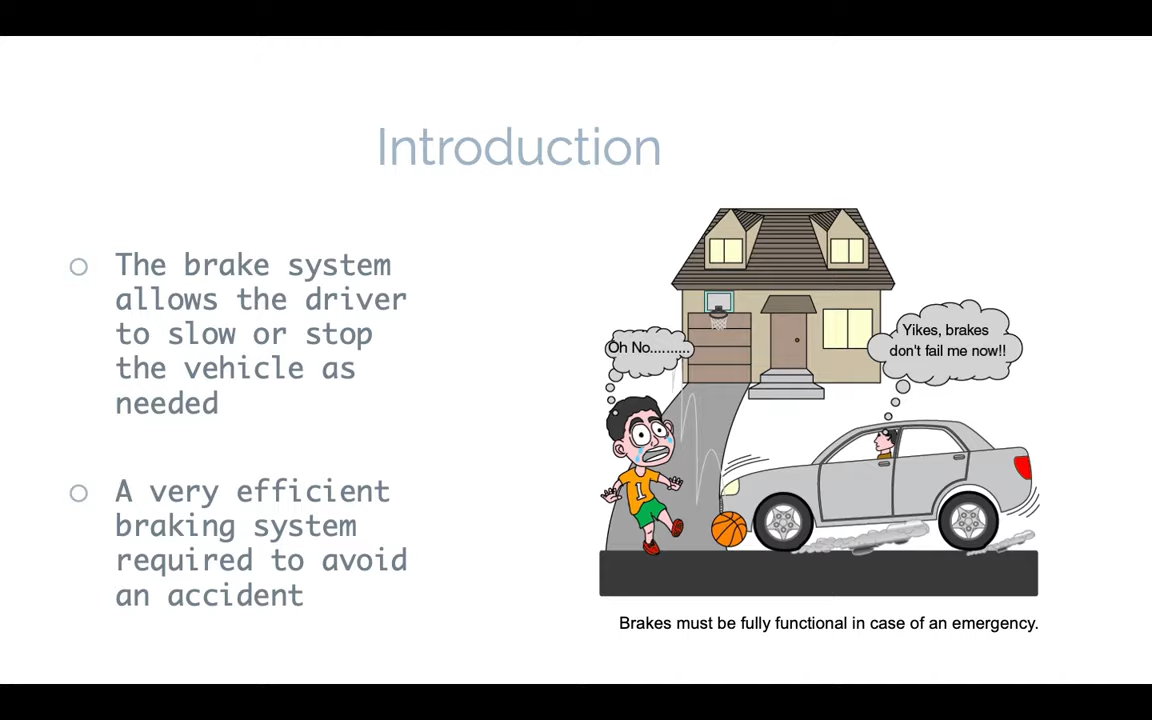 Introduction
The brake system
allows the driver
to slow or stop
the vehicle as
needed
A very efficient
braking system
required to avoid
an accident
Oh No.........
Yikes, brakes
don't fail me now!!
1
Brakes must be fully functional in case of an emergency.